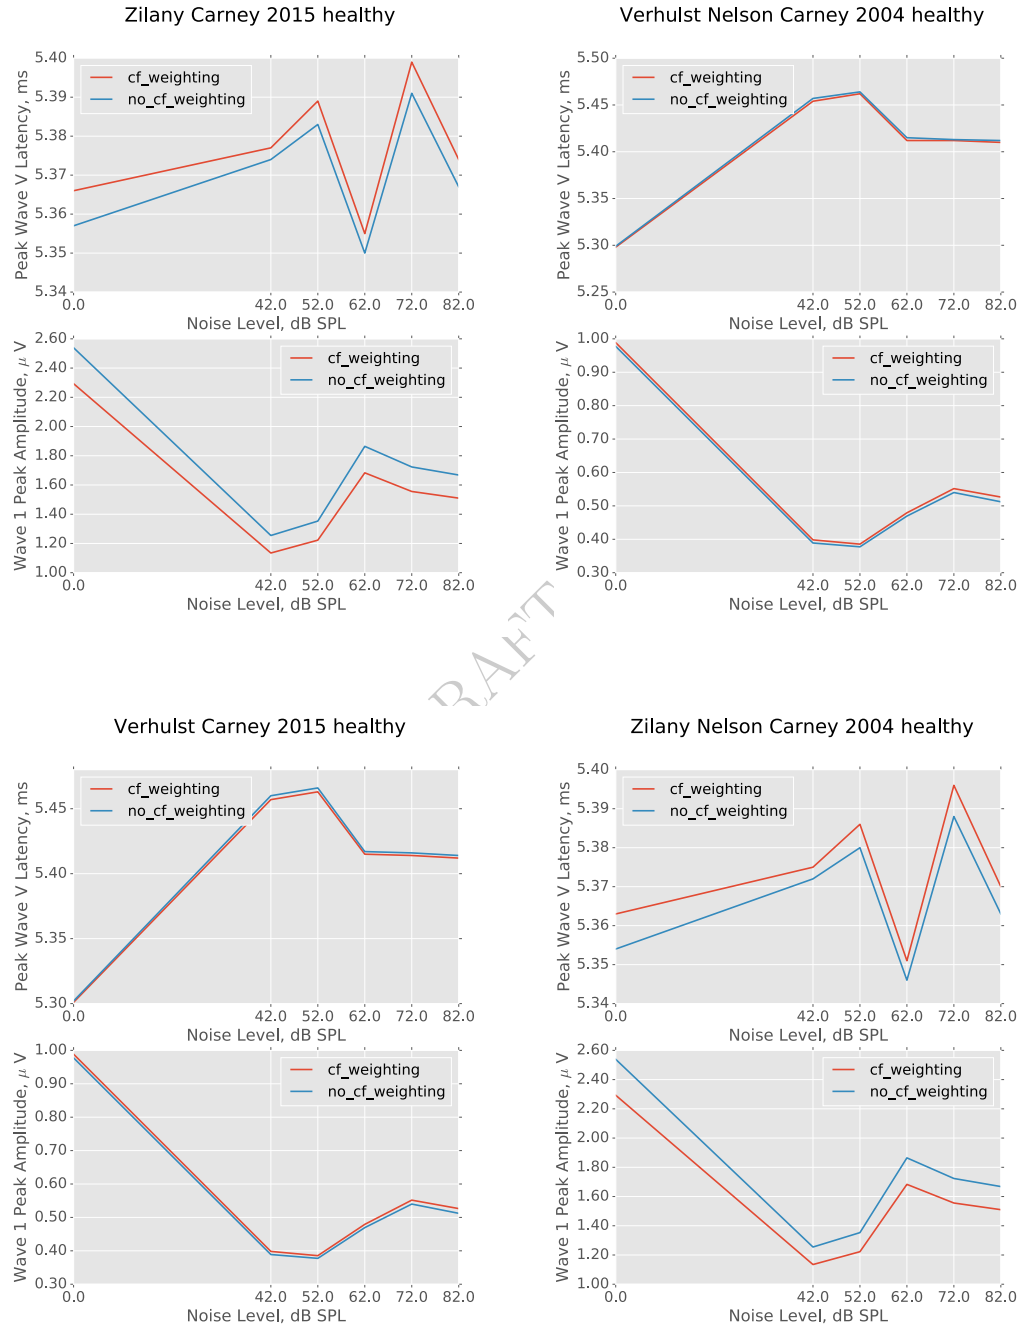 Zilany Carney 2015 healthy
5.40
5.39
5.38
5.37
5.36
5.35
5.34
Peak Wave V Latency, ms
cf_weighting
no_cf_weighting
0.0 42.0 52.0 62.0 72.0 82.0
Noise Level, dB SPL
2.60
2.40
2.20
2.00
1.80
1.60
1.40
1.20
1.00
Wave 1 Peak Amplitude, μ V
cf_weighting
no_cf_weighting
0.0 42.0 52.0 62.0 72.0 82.0
Noise Level, dB SPL
Verhulst Nelson Carney 2004 healthy
5.50
5.45
5.40
5.35
5.30
5.25
Peak Wave V Latency, ms
cf_weighting
no_cf_weighting
0.0 42.0 52.0 62.0 72.0 82.0
Noise Level, dB SPL
1.00
0.90
0.80
0.70
0.60
0.50
0.40
0.30
Wave 1 Peak Amplitude, μ V
cf_weighting
no_cf_weighting
0.0 42.0 52.0 62.0 72.0 82.0
Noise Level, dB SPL
RAFT
Verhulst Carney 2015 healthy
5.45
5.40
5.35
5.30
Peak Wave V Latency, ms
cf_weighting
no_cf_weighting
0.0 42.0 52.0 62.0 72.0 82.0
Noise Level, dB SPL
1.00
0.90
0.80
0.70
0.60
0.50
0.40
0.30
Wave 1 Peak Amplitude, μ V
cf_weighting
no_cf_weighting
0.0 42.0 52.0 62.0 72.0 82.0
Noise Level, dB SPL
Zilany Nelson Carney 2004 healthy
5.40
5.39
5.38
5.37
5.36
5.35
5.34
Peak Wave V Latency, ms
cf_weighting
no_cf_weighting
0.0 42.0 52.0 62.0 72.0 82.0
Noise Level, dB SPL
2.60
2.40
2.20
2.00
1.80
1.60
1.40
1.20
1.00
Wave 1 Peak Amplitude, μ V
cf_weighting
no_cf_weighting
0.0 42.0 52.0 62.0 72.0 82.0
Noise Level, dB SPL